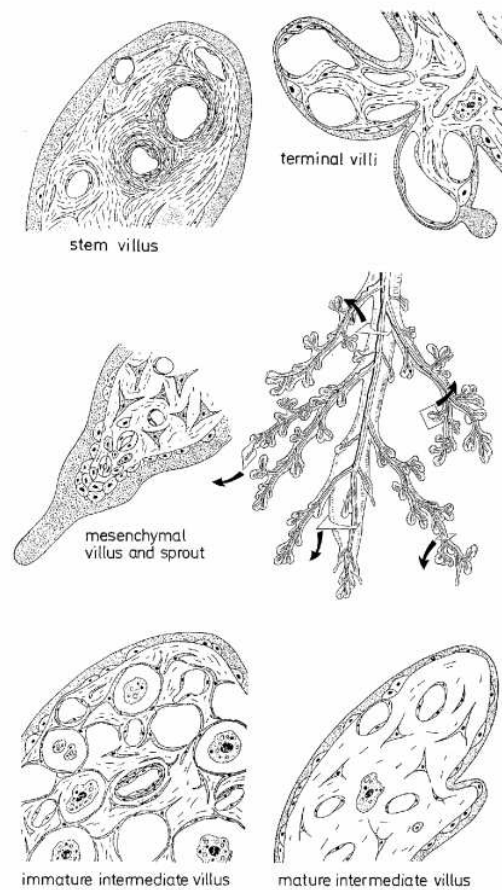 stem villus
terminal villi
mesenchymal
villus and sprout
immature intermediate villus
mature intermediate villus